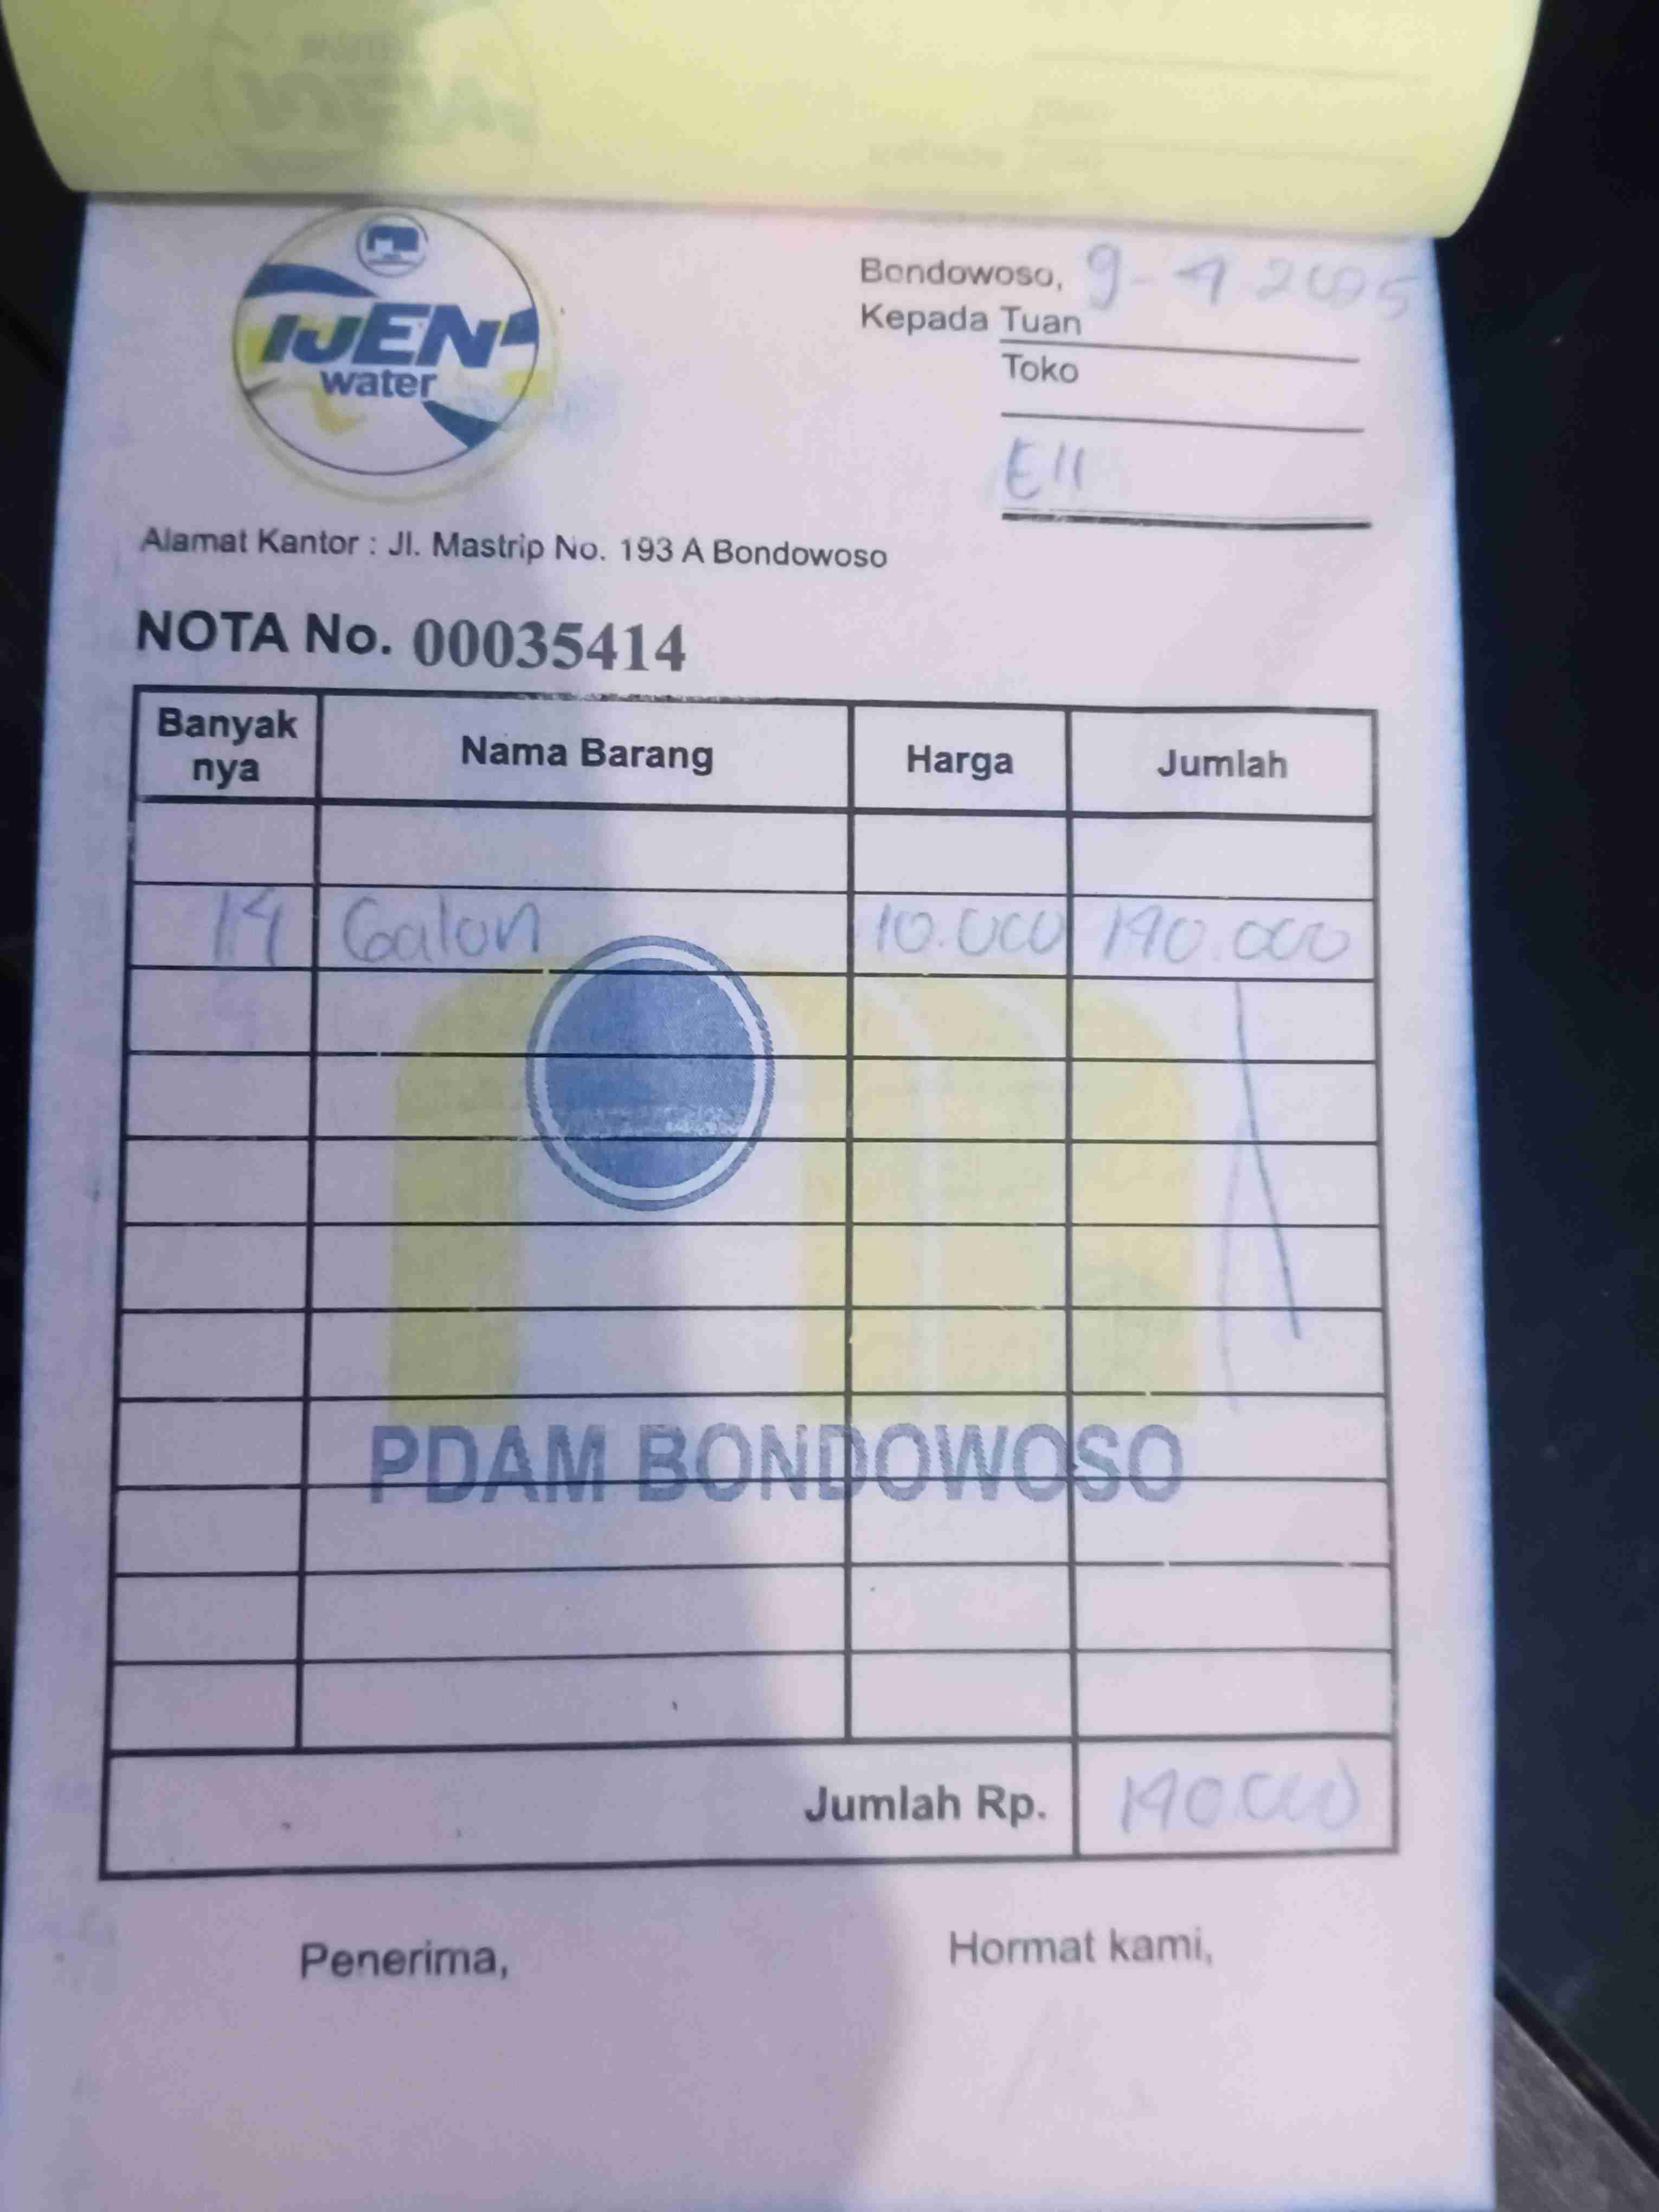 IJEN
water
Bondowoso, 9-4-2025
Kepada Tuan
Toko
Ell
Alamat Kantor : Jl. Mastrip No. 193 A Bondowoso
NOTA No. 00035414
Banyak nya Nama Barang Harga Jumlah
14 Galon 10.000 140.000
PDAM BONDOWOSO
Jumlah Rp. 140.000
Penerima, Hormat kami,